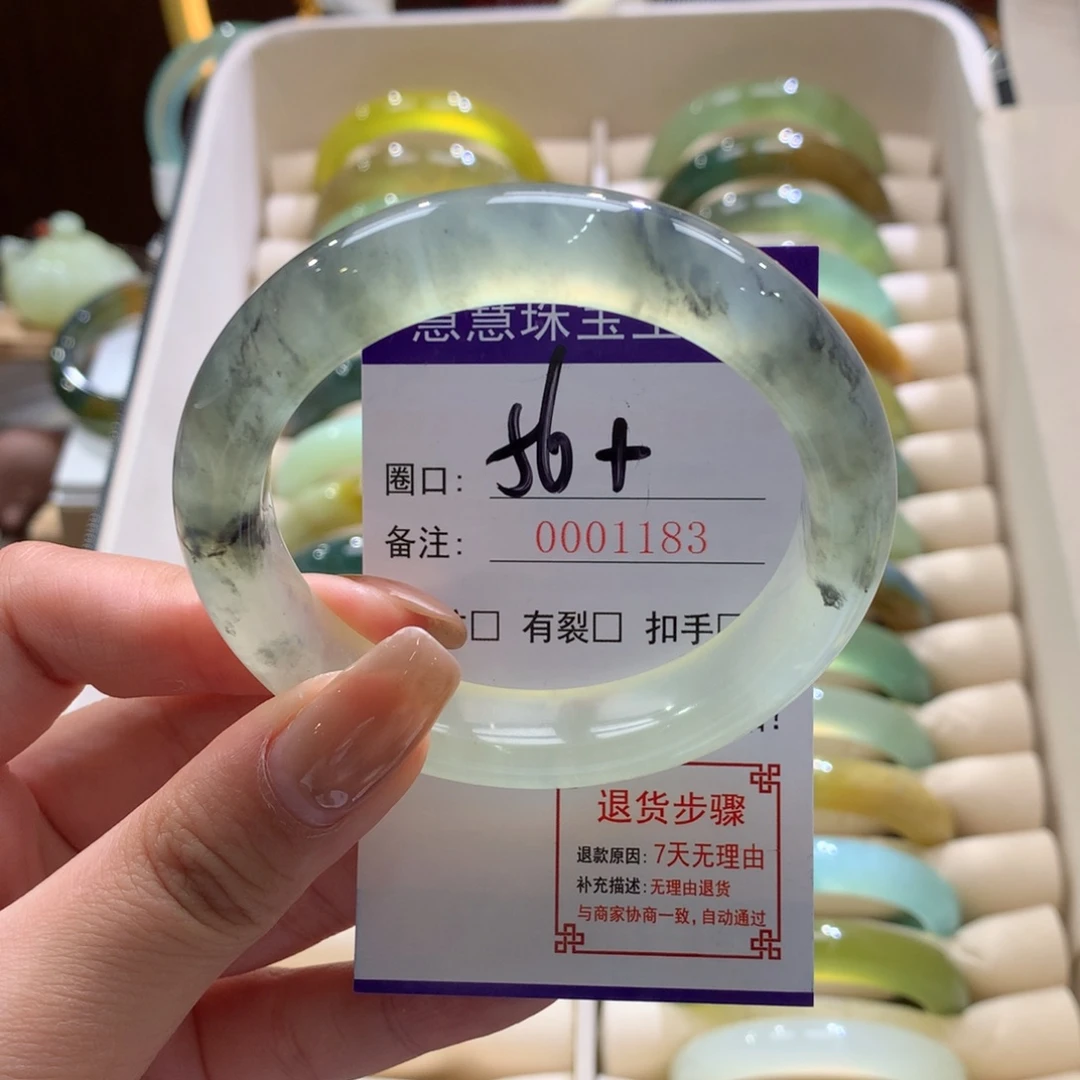 慧慧珠宝
圈口: 56+
备注: 0001183
□ 有裂□ 扣手□
!
退货步骤
退款原因: 7天无理由
补充描述: 无理由退货
与商家协商一致, 自动通过